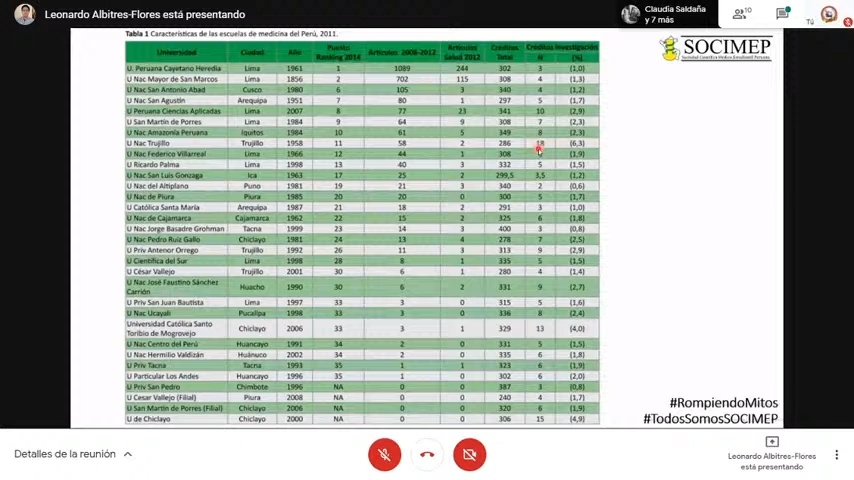 Leonardo Albitres-Flores está presentando
Claudia Saldaña
y 7 más
10
Tú
Tabla 1 Características de las escuelas de medicina del Perú, 2011.
Universidad Ciudad Año Puesto Ranking 2014 Artículos 2006-2012 Artículos Salud 2012 Créditos Total Créditos Investigación N (%)
U. Peruana Cayetano Heredia Lima 1961 1 1089 244 302 3 (1,0)
U Nac Mayor de San Marcos Lima 1856 2 702 115 308 4 (1,3)
U Nac San Antonio Abad Cusco 1980 6 105 3 340 4 (1,2)
U Nac San Agustín Arequipa 1951 7 80 1 297 5 (1,7)
U Peruana Ciencias Aplicadas Lima 2007 8 77 23 341 10 (2,9)
U San Martín de Porres Lima 1984 9 64 9 308 7 (2,3)
U Nac Amazonía Peruana Iquitos 1984 10 61 5 349 8 (2,3)
U Nac Trujillo Trujillo 1958 11 58 2 286 18 (6,3)
U Nac Federico Villarreal Lima 1966 12 44 1 308 (1,9)
U Ricardo Palma Lima 1998 13 40 3 332 5 (1,5)
U Nac San Luis Gonzaga Ica 1963 17 25 2 299,5 3,5 (1,2)
U Nac del Altiplano Puno 1981 19 21 3 340 2 (0,6)
U Nac de Piura Piura 1985 20 20 0 300 5 (1,7)
U Católica Santa María Arequipa 1987 21 18 2 291 3 (1,0)
U Nac de Cajamarca Cajamarca 1962 22 15 2 325 6 (1,8)
U Nac Jorge Basadre Grohman Tacna 1999 23 14 3 400 3 (0,8)
U Nac Pedro Ruiz Gallo Chiclayo 1981 24 13 4 278 7 (2,5)
U Priv Antenor Orrego Trujillo 1992 26 11 3 313 9 (2,9)
U Científica del Sur Lima 1998 28 8 1 335 5 (1,5)
U César Vallejo Trujillo 2001 30 6 1 280 4 (1,4)
U Nac José Faustino Sánchez Carrión Huacho 1990 30 6 2 331 9 (2,7)
U Priv San Juan Bautista Lima 1997 33 3 0 315 5 (1,6)
U Nac Ucayali Pucallpa 1998 33 3 0 336 8 (2,4)
Universidad Católica Santo Toribio de Mogrovejo Chiclayo 2006 33 3 1 329 13 (4,0)
U Nac Centro del Perú Huancayo 1991 34 2 0 331 5 (1,5)
U Nac Hermilio Valdizán Huánuco 2002 34 2 0 335 6 (1,8)
U Priv Tacna Tacna 1993 35 1 1 323 6 (1,9)
U Particular Los Andes Huancayo 1996 35 1 0 302 6 (2,0)
U Priv San Pedro Chimbote 1996 NA 0 0 387 3 (0,8)
U Cesar Vallejo (Filial) Piura 2008 NA 0 0 240 4 (1,7)
U San Martín de Porres (Filial) Chiclayo 2006 NA 0 0 320 6 (1,9)
U de Chiclayo Chiclayo 2000 NA 0 0 306 15 (4,9)
SOCIMEP
#RompiendoMitos
#TodosSomosSOCIMEP
Detalles de la reunión
Leonardo Albitres-Flores
está presentando